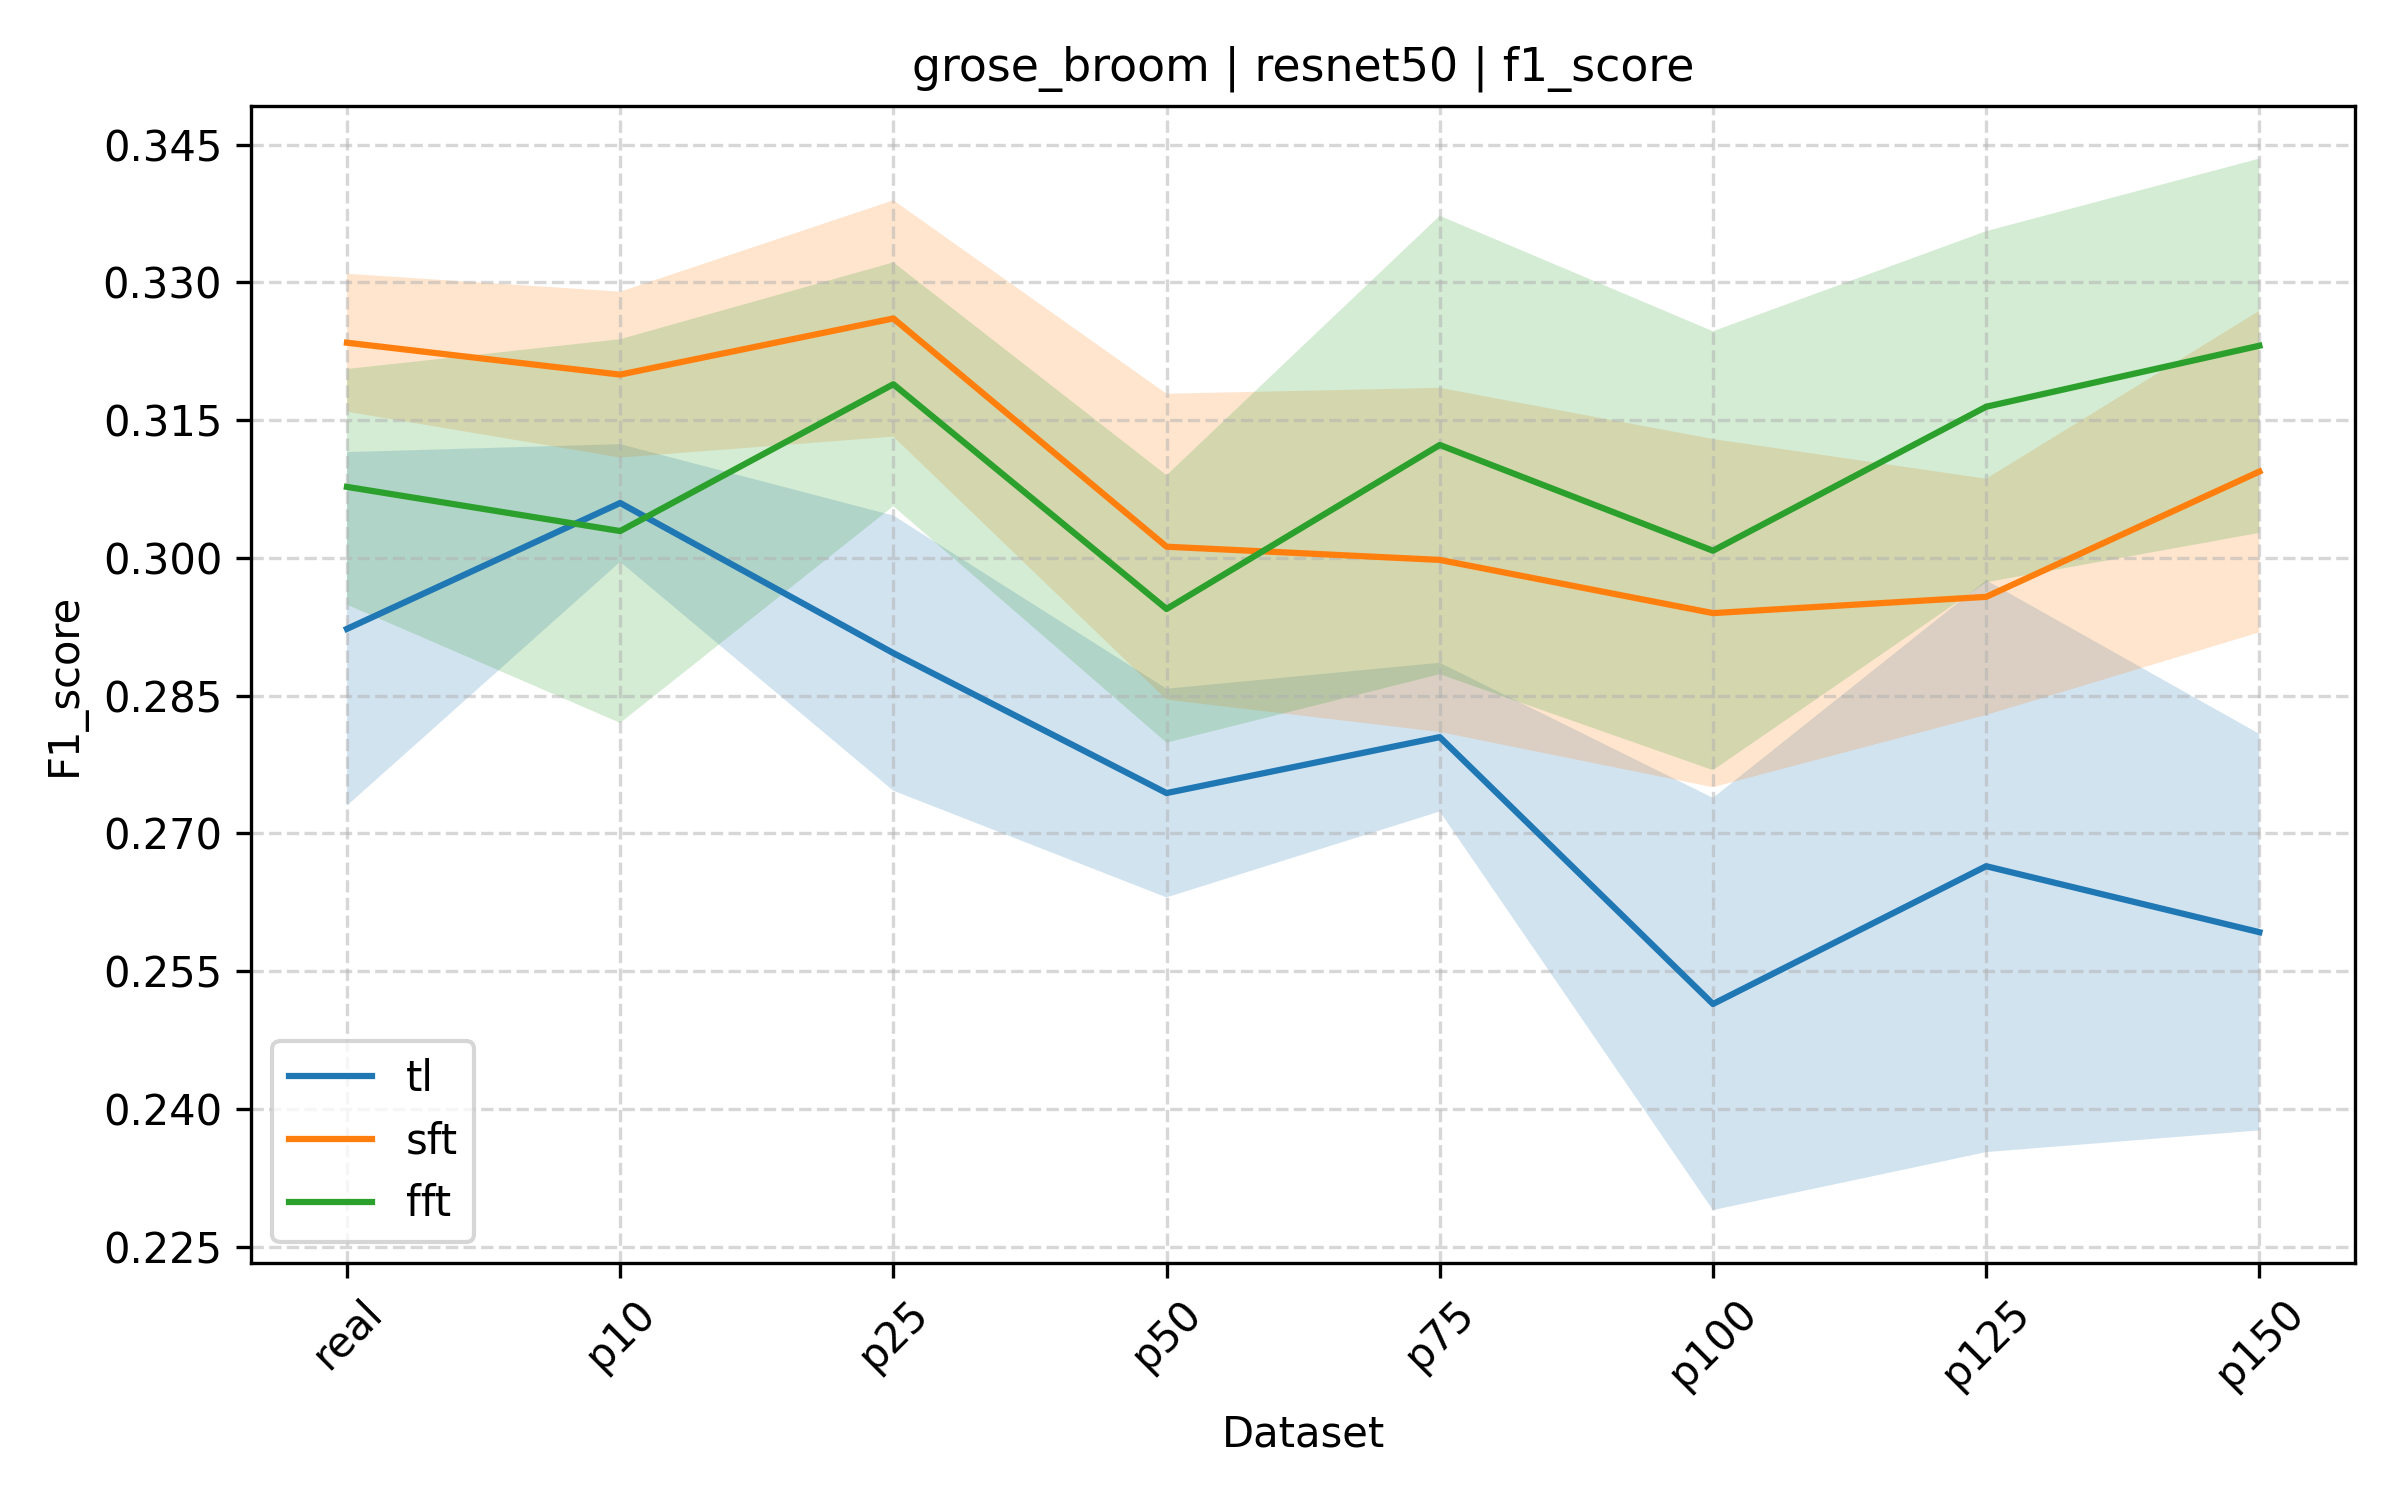 grose_broom | resnet50 | f1_score
F1_score
0.345
0.330
0.315
0.300
0.285
0.270
0.255
0.240
0.225
tl
sft
fft
real
p10
p25
p50
p75
p100
p125
p150
Dataset